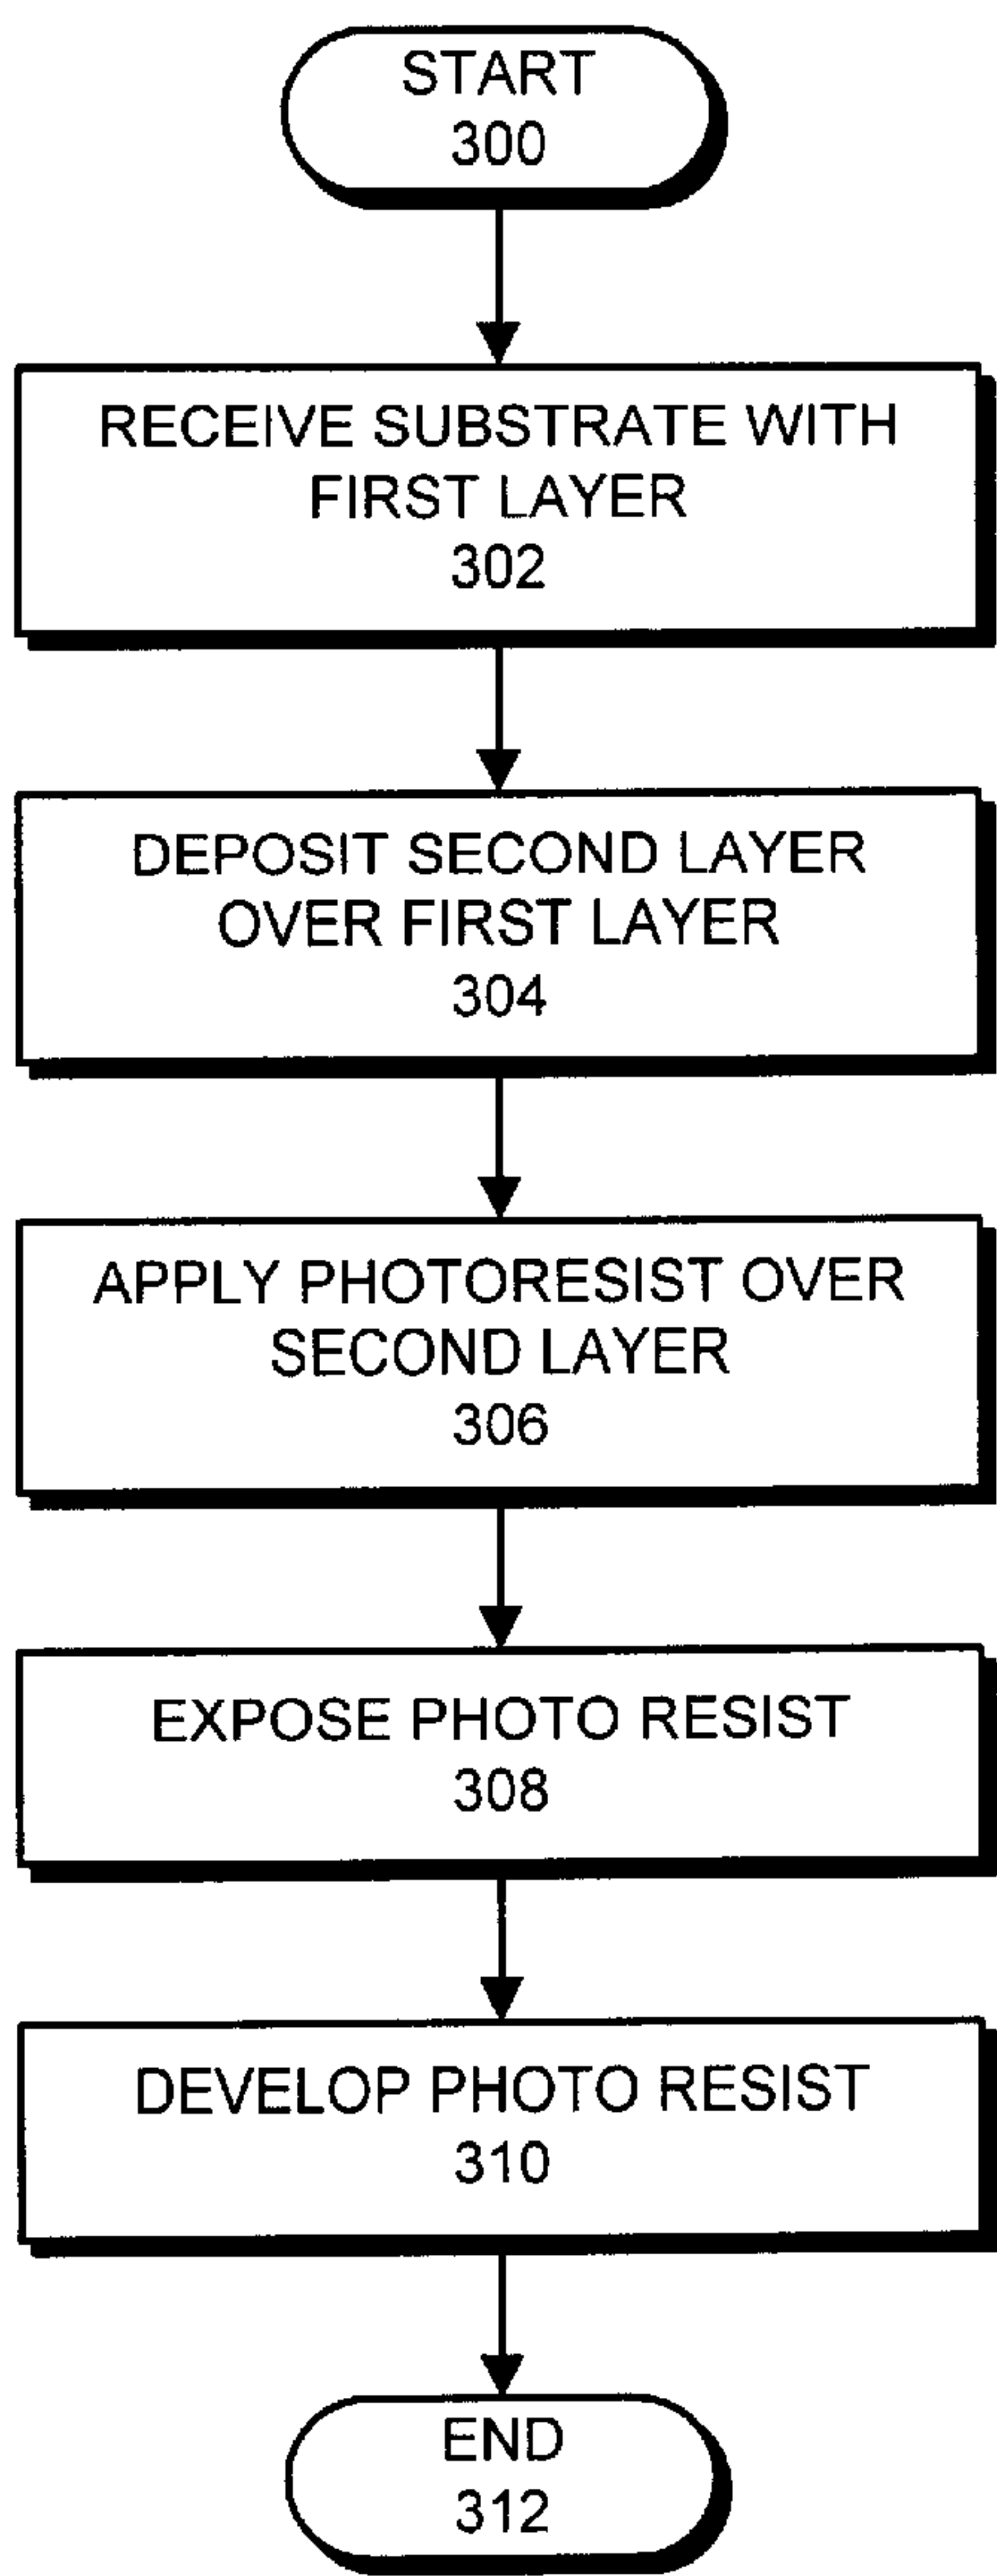 START
300
RECEIVE SUBSTRATE WITH
FIRST LAYER
302
DEPOSIT SECOND LAYER
OVER FIRST LAYER
304
APPLY PHOTORESIST OVER
SECOND LAYER
306
EXPOSE PHOTO RESIST
308
DEVELOP PHOTO RESIST
310
END
312